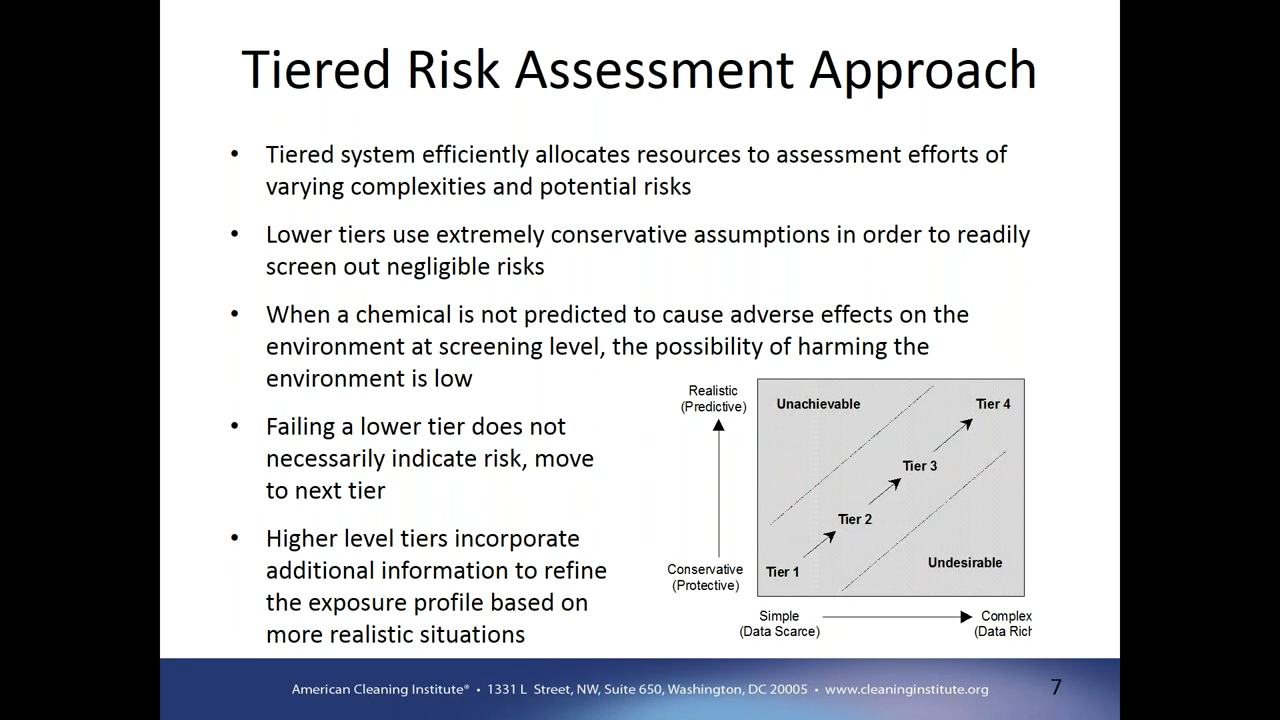 Tiered Risk Assessment Approach
• Tiered system efficiently allocates resources to assessment efforts of
varying complexities and potential risks
• Lower tiers use extremely conservative assumptions in order to readily
screen out negligible risks
• When a chemical is not predicted to cause adverse effects on the
environment at screening level, the possibility of harming the
environment is low
• Failing a lower tier does not
necessarily indicate risk, move
to next tier
• Higher level tiers incorporate
additional information to refine
the exposure profile based on
more realistic situations
Realistic
(Predictive)
Conservative
(Protective)
Unachievable
Tier 4
Tier 3
Tier 2
Tier 1
Undesirable
Simple
(Data Scarce)
Complex
(Data Rich
American Cleaning Institute® • 1331 L Street, NW, Suite 650, Washington, DC 20005 • www.cleaninginstitute.org
7